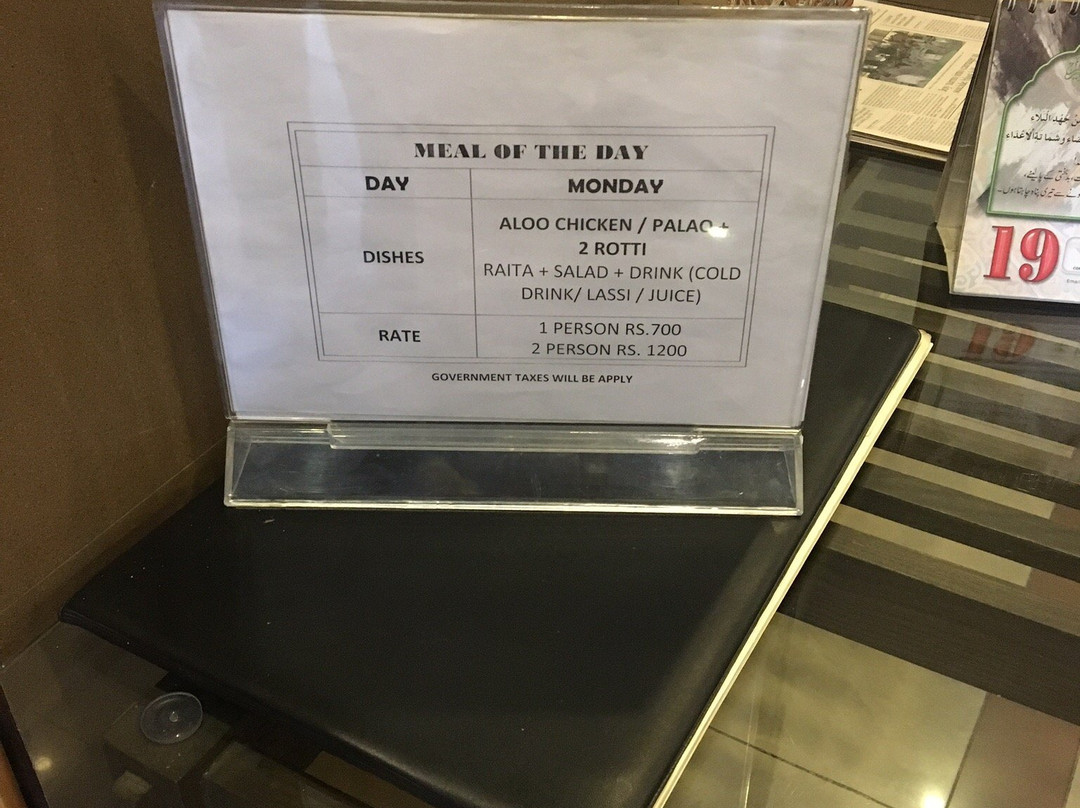 MEAL OF THE DAY
DAY
MONDAY
DISHES
ALOO CHICKEN / PALAO +
2 ROTTI
RAITA + SALAD + DRINK (COLD
DRINK/ LASSI / JUICE)
RATE
1 PERSON RS.700
2 PERSON RS. 1200
GOVERNMENT TAXES WILL BE APPLY
19